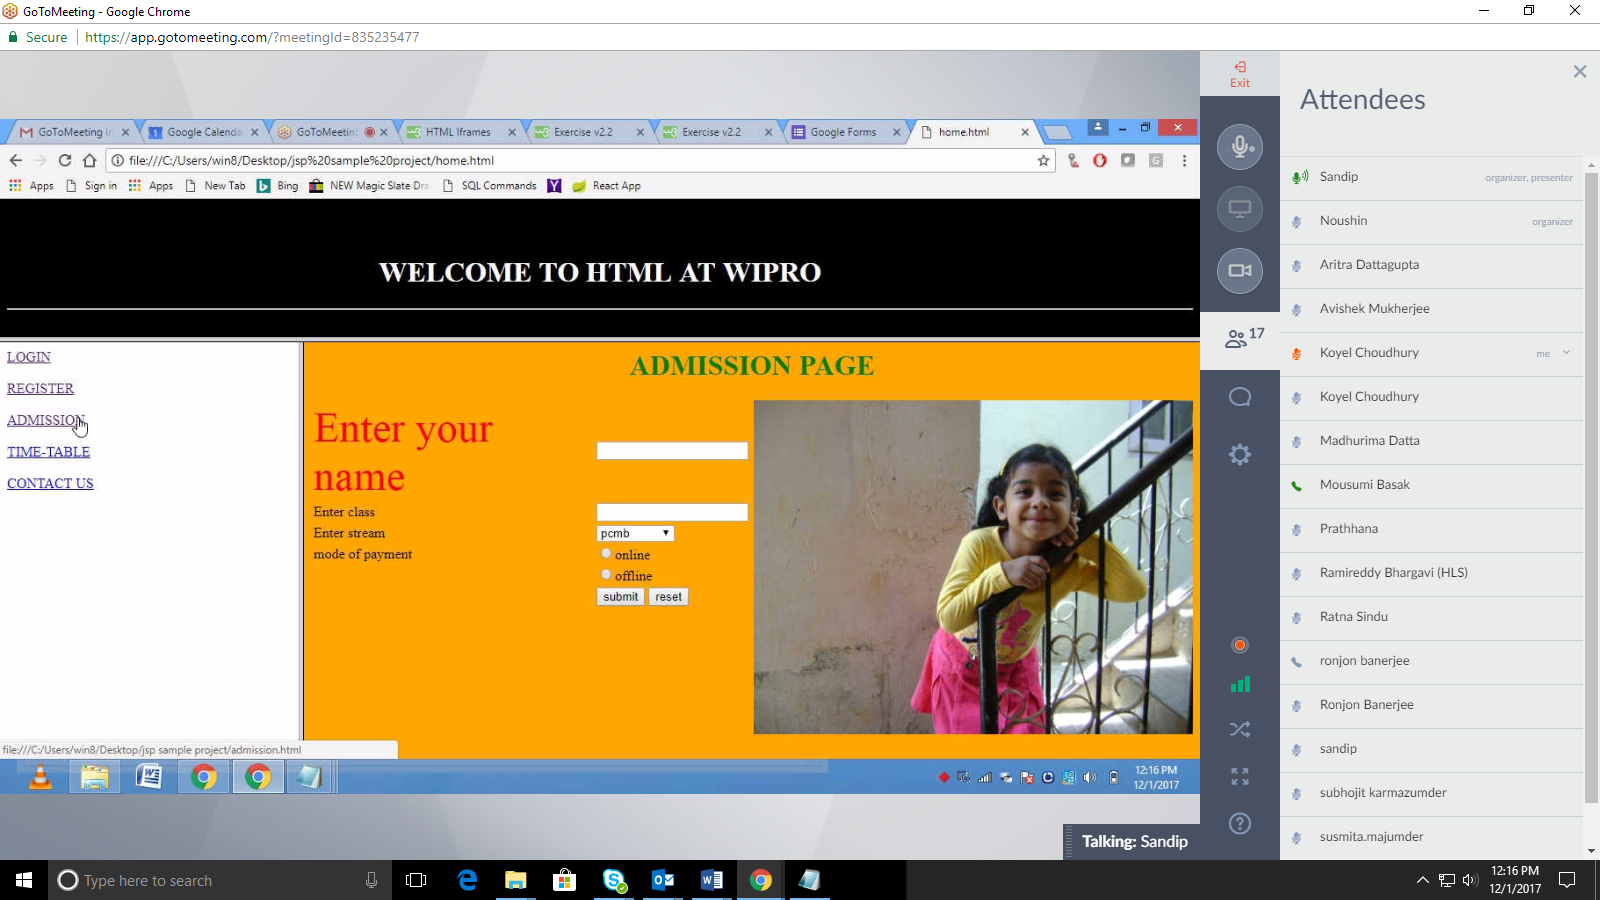 GoToMeeting - Google Chrome
Secure https://app.gotomeeting.com/?meetingId=835235477
Exit
Attendees
GoToMeeting In
Google Calenda
GoToMeetin
HTML Iframes
Exercise v2.2
Exercise v2.2
Google Forms
home.html
file:///C:/Users/win8/Desktop/jsp%20sample%20project/home.html
Apps Sign in Apps New Tab Bing NEW Magic Slate Dra SQL Commands React App
WELCOME TO HTML AT WIPRO
LOGIN
REGISTER
ADMISSION
TIME-TABLE
CONTACT US
ADMISSION PAGE
Enter your
name
Enter class
Enter stream pcmb
mode of payment online
offline
submit reset
file:///C:/Users/win8/Desktop/jsp sample project/admission.html
12:16 PM
12/1/2017
17
Sandip organizer, presenter
Noushin organizer
Aritra Dattagupta
Avishek Mukherjee
Koyel Choudhury me
Koyel Choudhury
Madhurima Datta
Mousumi Basak
Prathhana
Ramireddy Bhargavi (HLS)
Ratna Sindu
ronjon banerjee
Ronjon Banerjee
sandip
subhojit karmazumder
susmita.majumder
Talking: Sandip
Type here to search
12:16 PM
12/1/2017